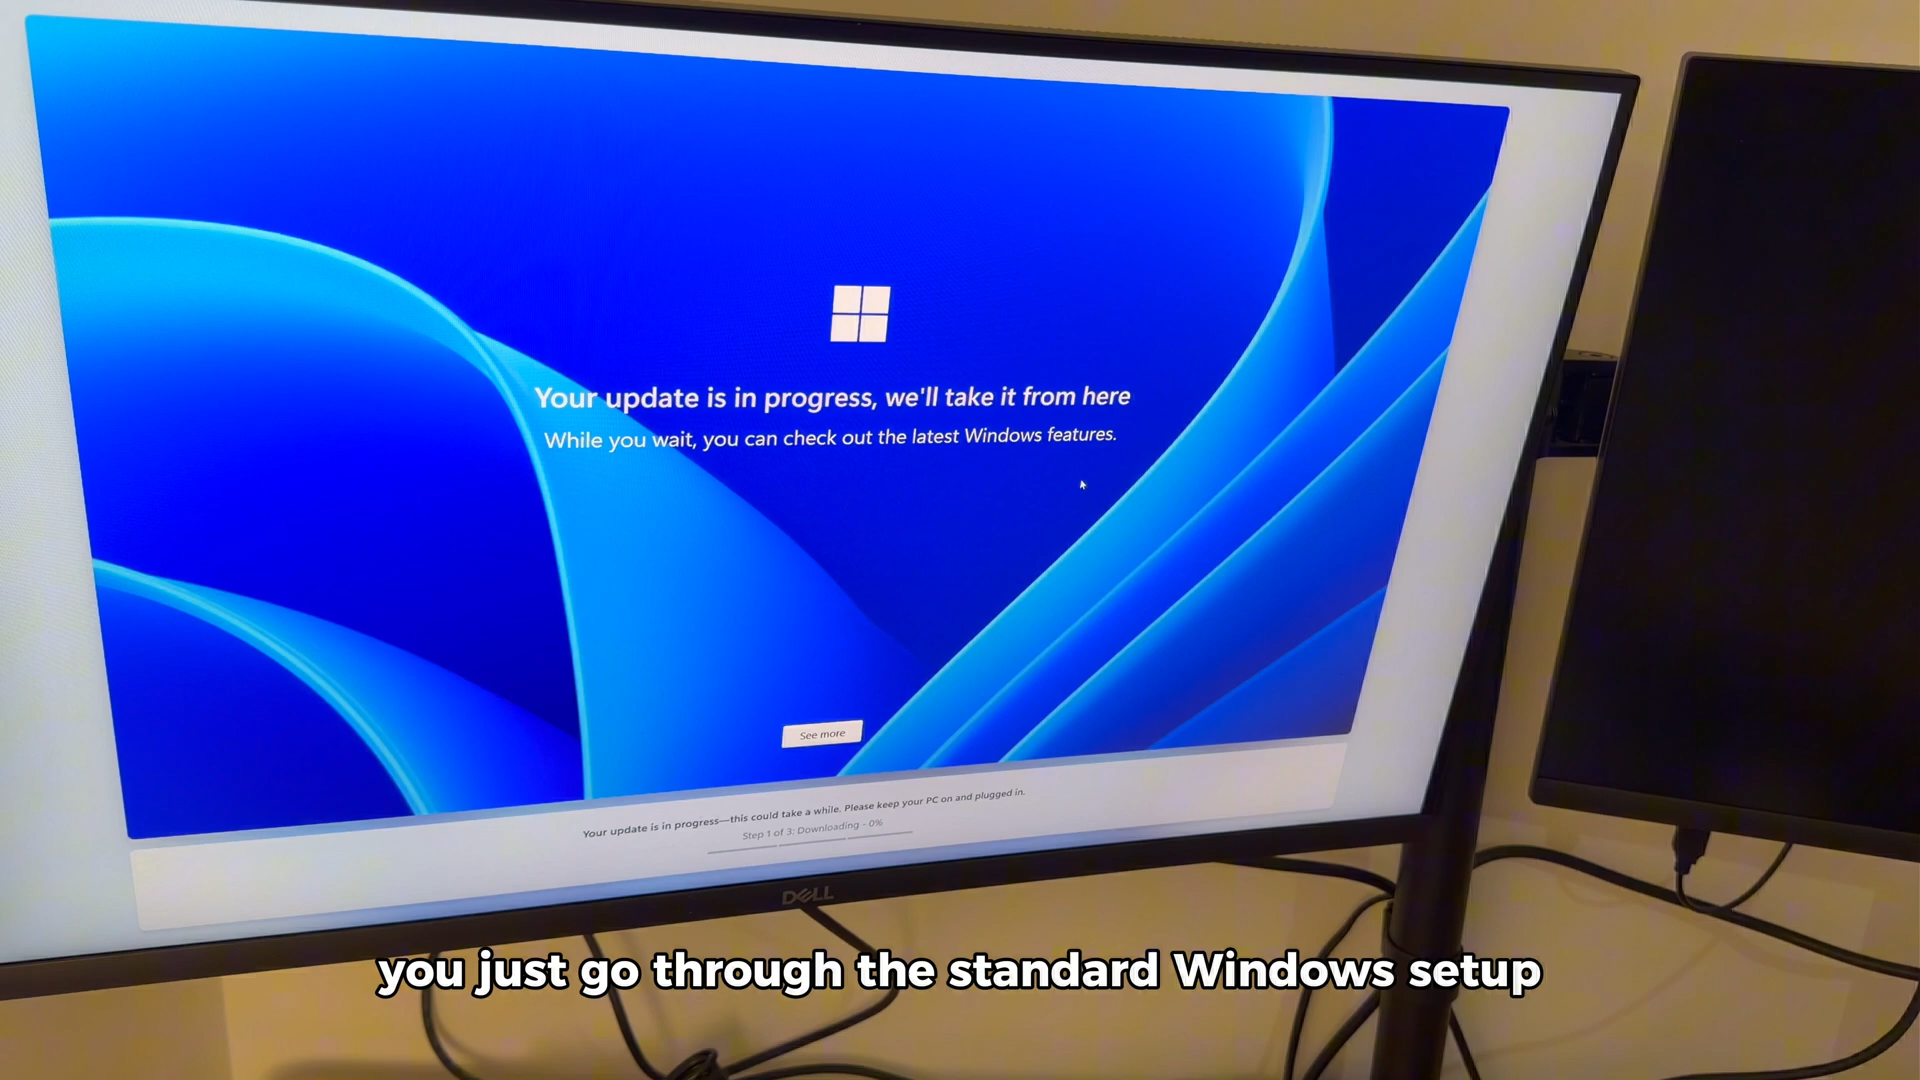 Your update is in progress, we'll take it from here
While you wait, you can check out the latest Windows features.
See more
Your update is in progress—this could take a while. Please keep your PC on and plugged in.
Step 1 of 3: Downloading - 0%
DELL
you just go through the standard Windows setup